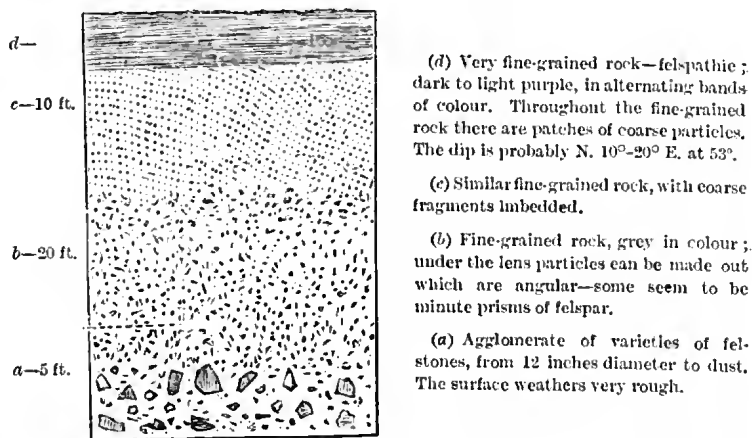 d—
c—10 ft.
b—20 ft.
a—5 ft.
(d) Very fine-grained rock—felspathic;
dark to light purple, in alternating bands
of colour. Throughout the fine-grained
rock there are patches of coarse particles.
The dip is probably N. 10°-20° E. at 53°.
(c) Similar fine-grained rock, with coarse
fragments imbedded.
(b) Fine-grained rock, grey in colour;
under the lens particles can be made out
which are angular—some seem to be
minute prisms of felspar.
(a) Agglomerate of varieties of fel-
stones, from 12 inches diameter to dust.
The surface weathers very rough.